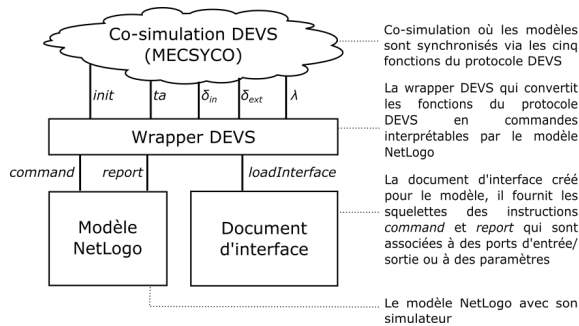 Co-simulation DEVS
(MECSYCO)
init
ta
δin
δext
λ
Wrapper DEVS
command
report
loadInterface
Modèle
NetLogo
Document
d'interface
Co-simulation où les modèles
sont synchronisés via les cinq
fonctions du protocole DEVS
La wrapper DEVS qui convertit
les fonctions du protocole
DEVS en commandes
interprétables par le modèle
NetLogo
La document d'interface créé
pour le modèle, il fournit les
squelettes des instructions
command et report qui sont
associées à des ports d'entrée/
sortie ou à des paramètres
Le modèle NetLogo avec son
simulateur